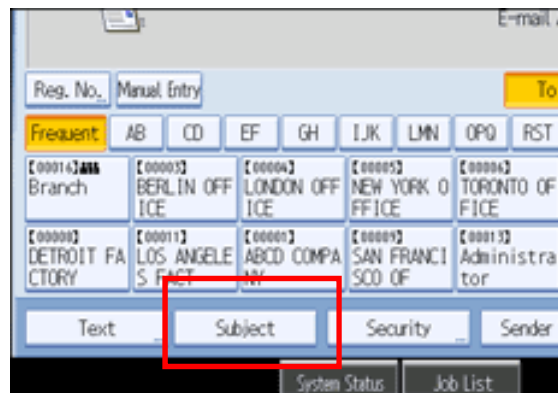 E-mail
Reg. No. Manual Entry To
Frequent AB CD EF GH IJK LMN OPQ RST
【00016】 【00003】 【00004】 【00005】 【00006】
Branch BERLIN OFF LONDON OFF NEW YORK O TORONTO OF
ICE ICE FFICE FICE
【00008】 【00011】 【00001】 【00009】 【00013】
DETROIT FA LOS ANGELE ABCD COMPA SAN FRANCI Administra
CTORY S FACT NY SCO OF tor
Text Subject Security Sender
System Status Job List